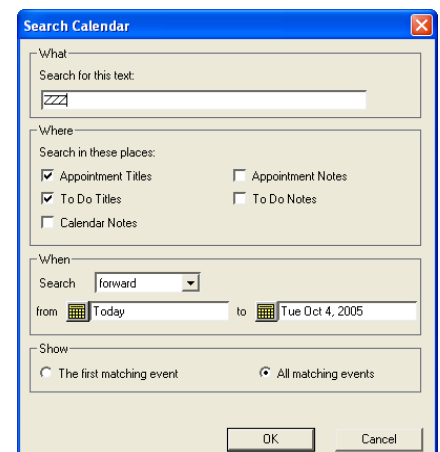 Search Calendar
What
Search for this text:
ZZZ
Where
Search in these places:
Appointment Titles Appointment Notes
To Do Titles To Do Notes
Calendar Notes
When
Search forward
from Today to Tue Oct 4, 2005
Show
The first matching event All matching events
OK Cancel